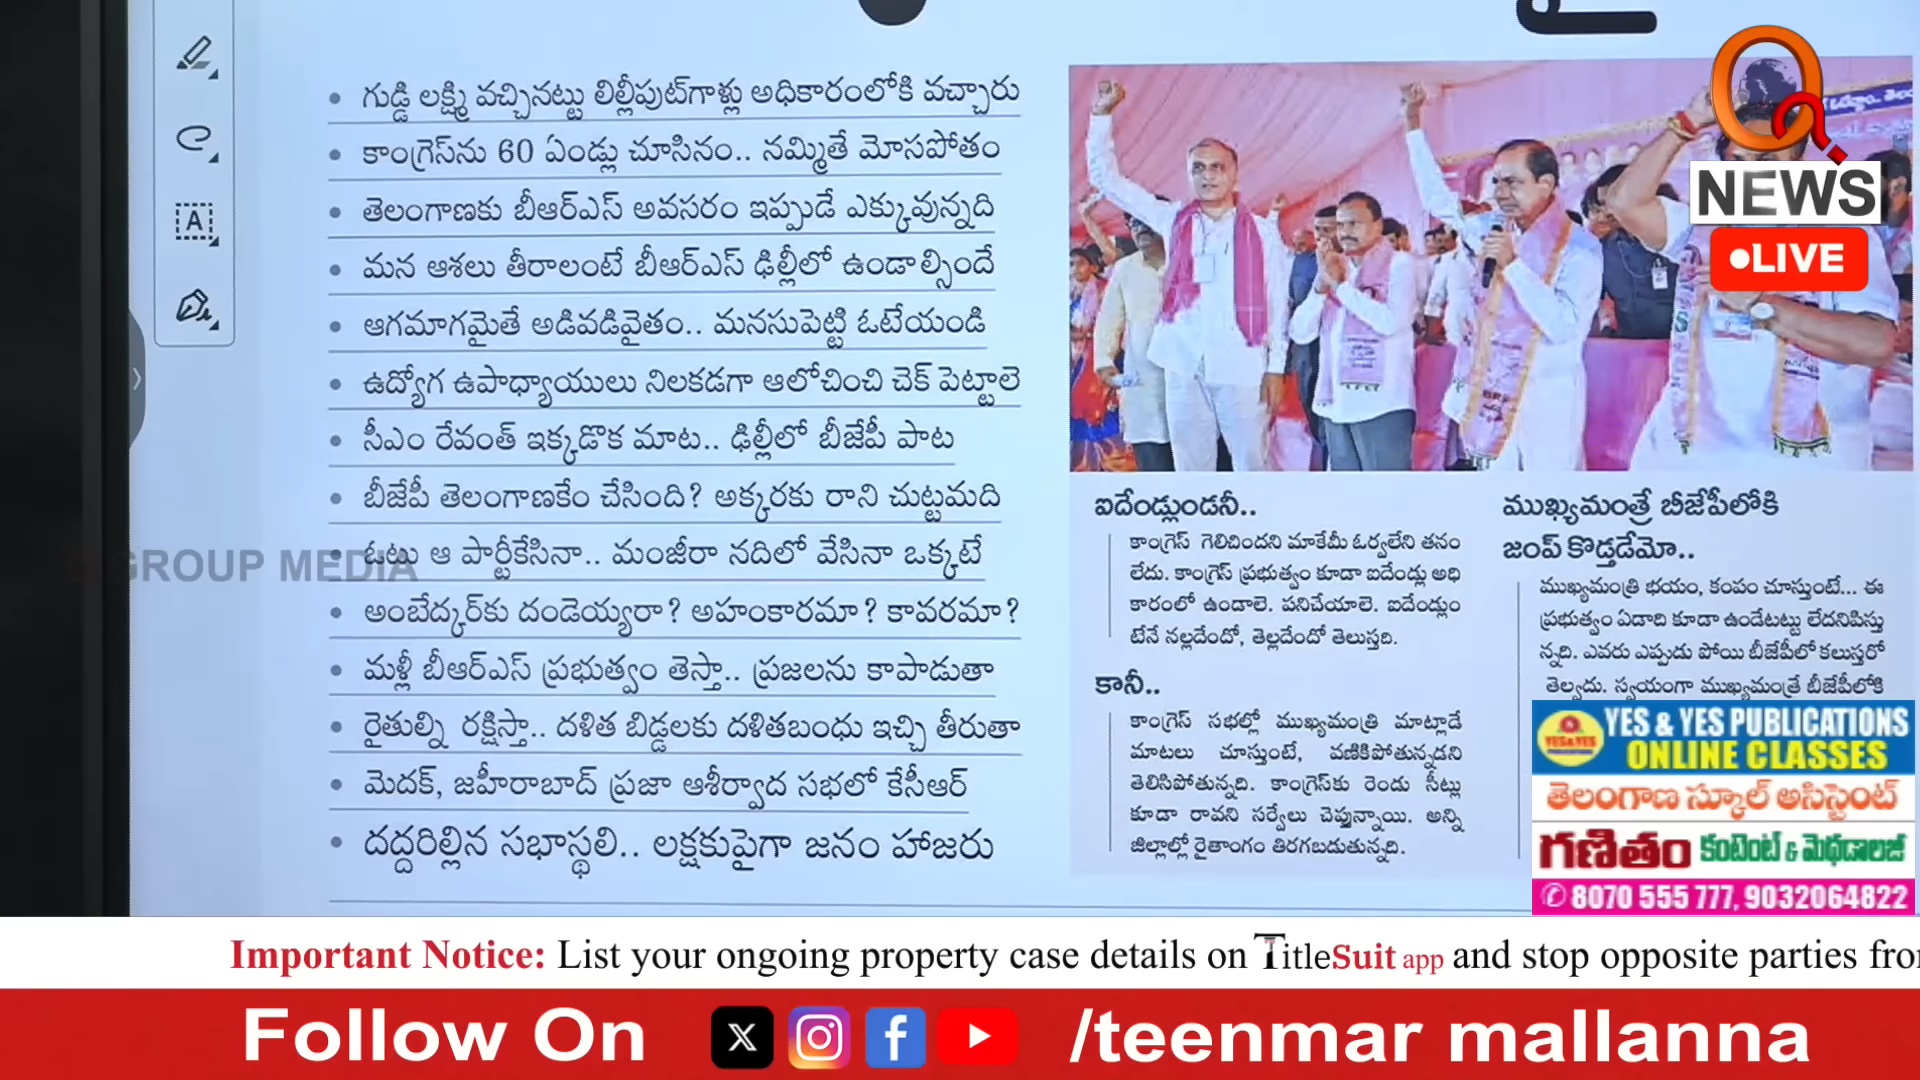 గుడ్డి లక్ష్మి వచ్చినట్టు లిల్లీపుట్‌గాళ్లు అధికారంలోకి వచ్చారు
కాంగ్రెస్‌ను 60 ఏండ్లు చూసినం.. నమ్మితే మోసపోతం
తెలంగాణకు బీఆర్ఎస్ అవసరం ఇప్పుడే ఎక్కువున్నది
మన ఆశలు తీరాలంటే బీఆర్ఎస్ ఢిల్లీలో ఉండాల్సిందే
ఆగమాగమైతే అడివడివైతం.. మనసుపెట్టి ఓటేయండి
ఉద్యోగ ఉపాధ్యాయులు నిలకడగా ఆలోచించి చెక్ పెట్టాలె
సీఎం రేవంత్ ఇక్కడొక మాట.. ఢిల్లీలో బీజేపీ పాట
బీజేపీ తెలంగాణకేం చేసింది? అక్కరకు రాని చుట్టమది
ఓటు ఆ పార్టీకేసినా.. మంజీరా నదిలో వేసినా ఒక్కటే
అంబేద్కర్‌కు దండెయ్యరా? అహంకారమా? కావరమా?
మళ్లీ బీఆర్ఎస్ ప్రభుత్వం తెస్తా.. ప్రజలను కాపాడుతా
రైతుల్ని రక్షిస్తా.. దళిత బిడ్డలకు దళితబంధు ఇచ్చి తీరుతా
మెదక్, జహీరాబాద్ ప్రజా ఆశీర్వాద సభలో కేసీఆర్
దద్దరిల్లిన సభాస్థలి.. లక్షకుపైగా జనం హాజరు
GROUP MEDIA
ఐదేండ్లుండనీ..
కాంగ్రెస్ గెలిచిందని మాకేమీ ఓర్వలేని తనం
లేదు. కాంగ్రెస్ ప్రభుత్వం కూడా ఐదేండ్లు అధి
కారంలో ఉండాలె. పనిచేయాలె. ఐదేండ్లుం
టేనే నల్లదేందో, తెల్లదేందో తెలుస్తది.
కానీ..
కాంగ్రెస్ సభల్లో ముఖ్యమంత్రి మాట్లాడే
మాటలు చూస్తుంటే, వణికిపోతున్నడని
తెలిసిపోతున్నది. కాంగ్రెస్‌కు రెండు సీట్లు
కూడా రావని సర్వేలు చెప్తున్నాయి. అన్ని
జిల్లాల్లో రైతాంగం తిరగబడుతున్నది.
ముఖ్యమంత్రే బీజేపీలోకి
జంప్ కొడ్తడేమో..
ముఖ్యమంత్రి భయం, కంపం చూస్తుంటే... ఈ
ప్రభుత్వం ఏడాది కూడా ఉండేటట్టు లేదనిపిస్తు
న్నది. ఎవరు ఎప్పుడు పోయి బీజేపీలో కలుస్తరో
తెల్వదు. స్వయంగా ముఖ్యమంత్రే బీజేపీలోకి
Q
NEWS
LIVE
YES & YES PUBLICATIONS
ONLINE CLASSES
తెలంగాణ స్కూల్ అసిస్టెంట్
గణితం కంటెంట్ & మెథడాలజీ
8070 555 777, 9032064822
Important Notice: List your ongoing property case details on TitleSuit app and stop opposite parties fro
Follow On /teenmar mallanna